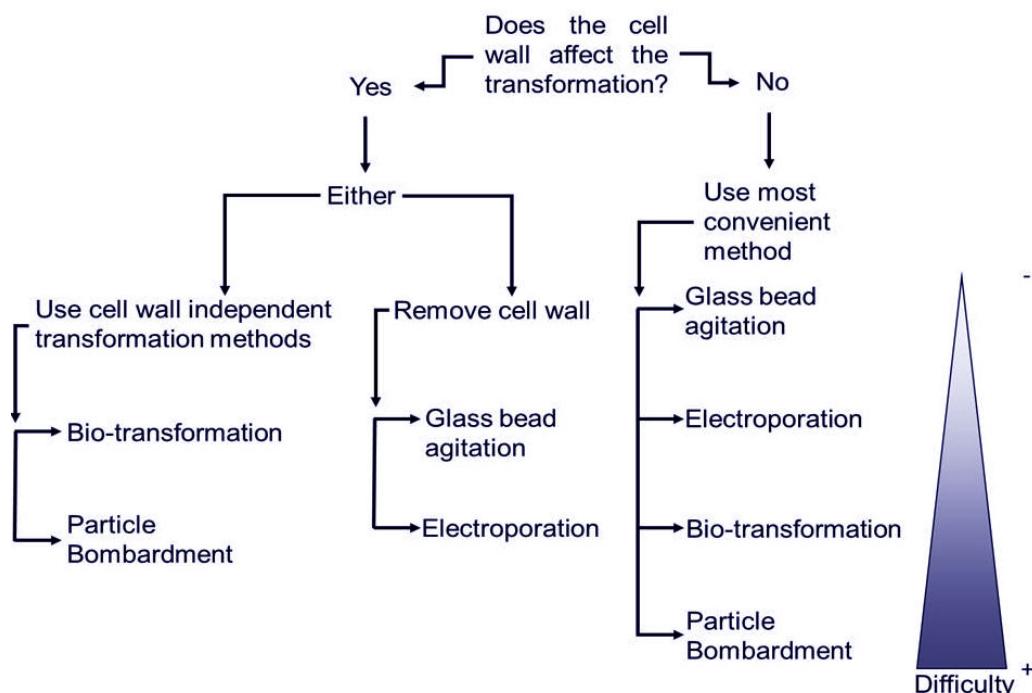 Does the cell
wall affect the
transformation?
Yes
No
Either
Use most
convenient
method
Use cell wall independent
transformation methods
Remove cell wall
Glass bead
agitation
-
Bio-transformation
Glass bead
agitation
Electroporation
Particle
Bombardment
Electroporation
Bio-transformation
Particle
Bombardment
+
Difficulty